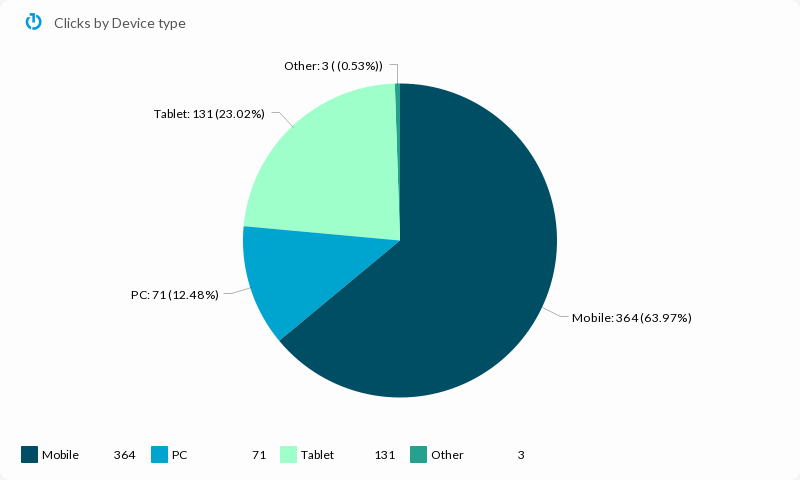 Clicks by Device type
Other: 3 ( (0.53%))
Tablet: 131 (23.02%)
PC: 71 (12.48%)
Mobile: 364 (63.97%)
Mobile 364 PC 71 Tablet 131 Other 3